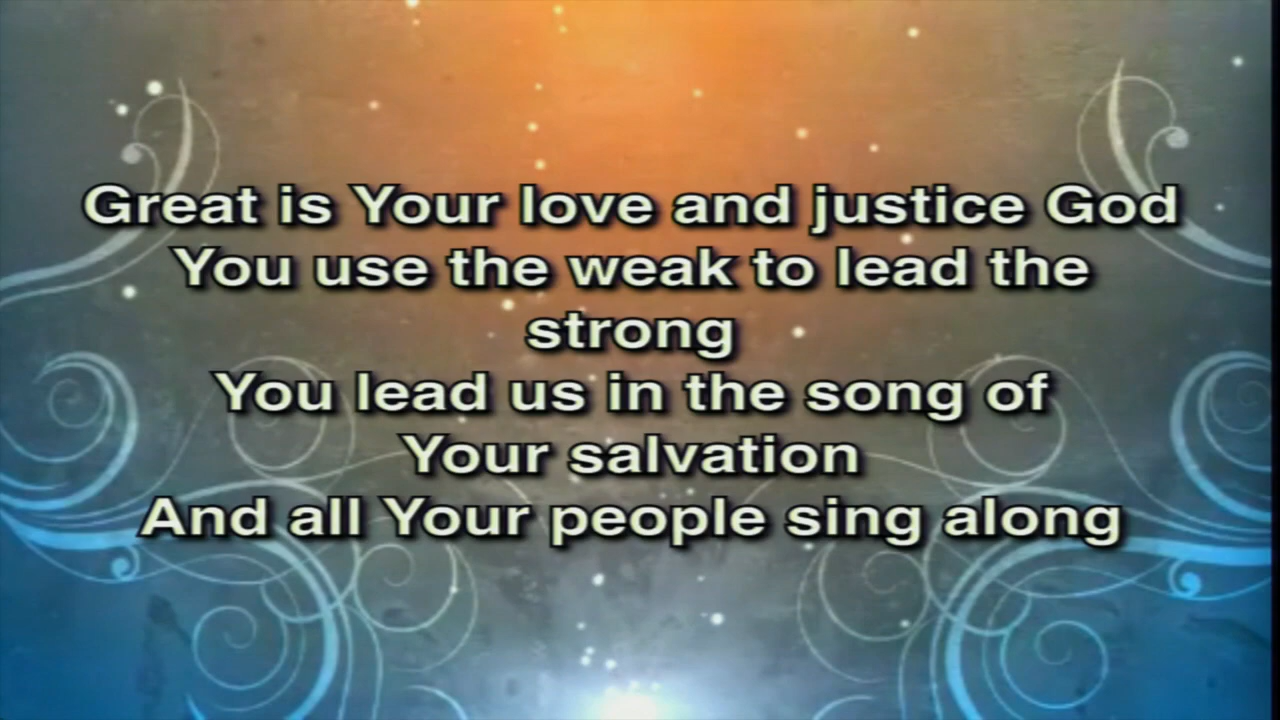 Great is Your love and justice God
You use the weak to lead the
strong
You lead us in the song of
Your salvation
And all Your people sing along